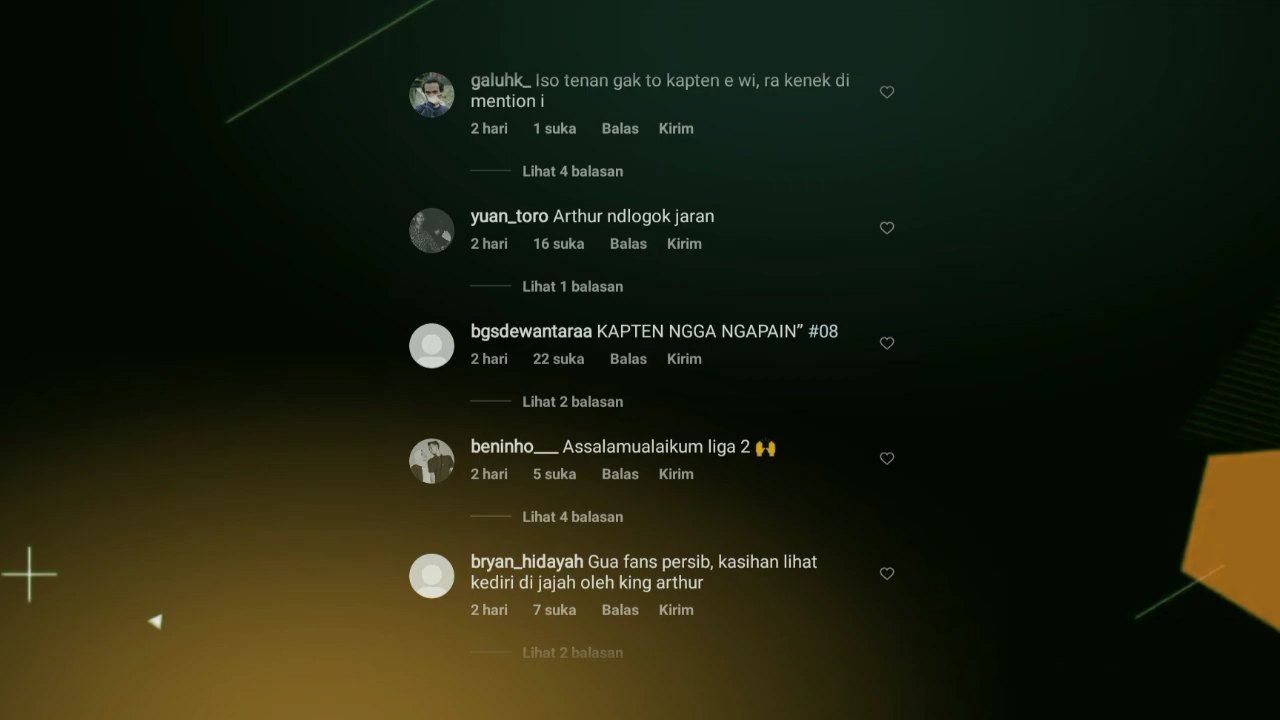 galuhk_ Iso tenan gak to kapten e wi, ra kenek di
mention i
2 hari 1 suka Balas Kirim
Lihat 4 balasan
yuan_toro Arthur ndlogok jaran
2 hari 16 suka Balas Kirim
Lihat 1 balasan
bgsdewantaraa KAPTEN NGGA NGAPAIN” #08
2 hari 22 suka Balas Kirim
Lihat 2 balasan
beninho___ Assalamualaikum liga 2 🙌
2 hari 5 suka Balas Kirim
Lihat 4 balasan
bryan_hidayah Gua fans persib, kasihan lihat
kediri di jajah oleh king arthur
2 hari 7 suka Balas Kirim
Lihat 2 balasan